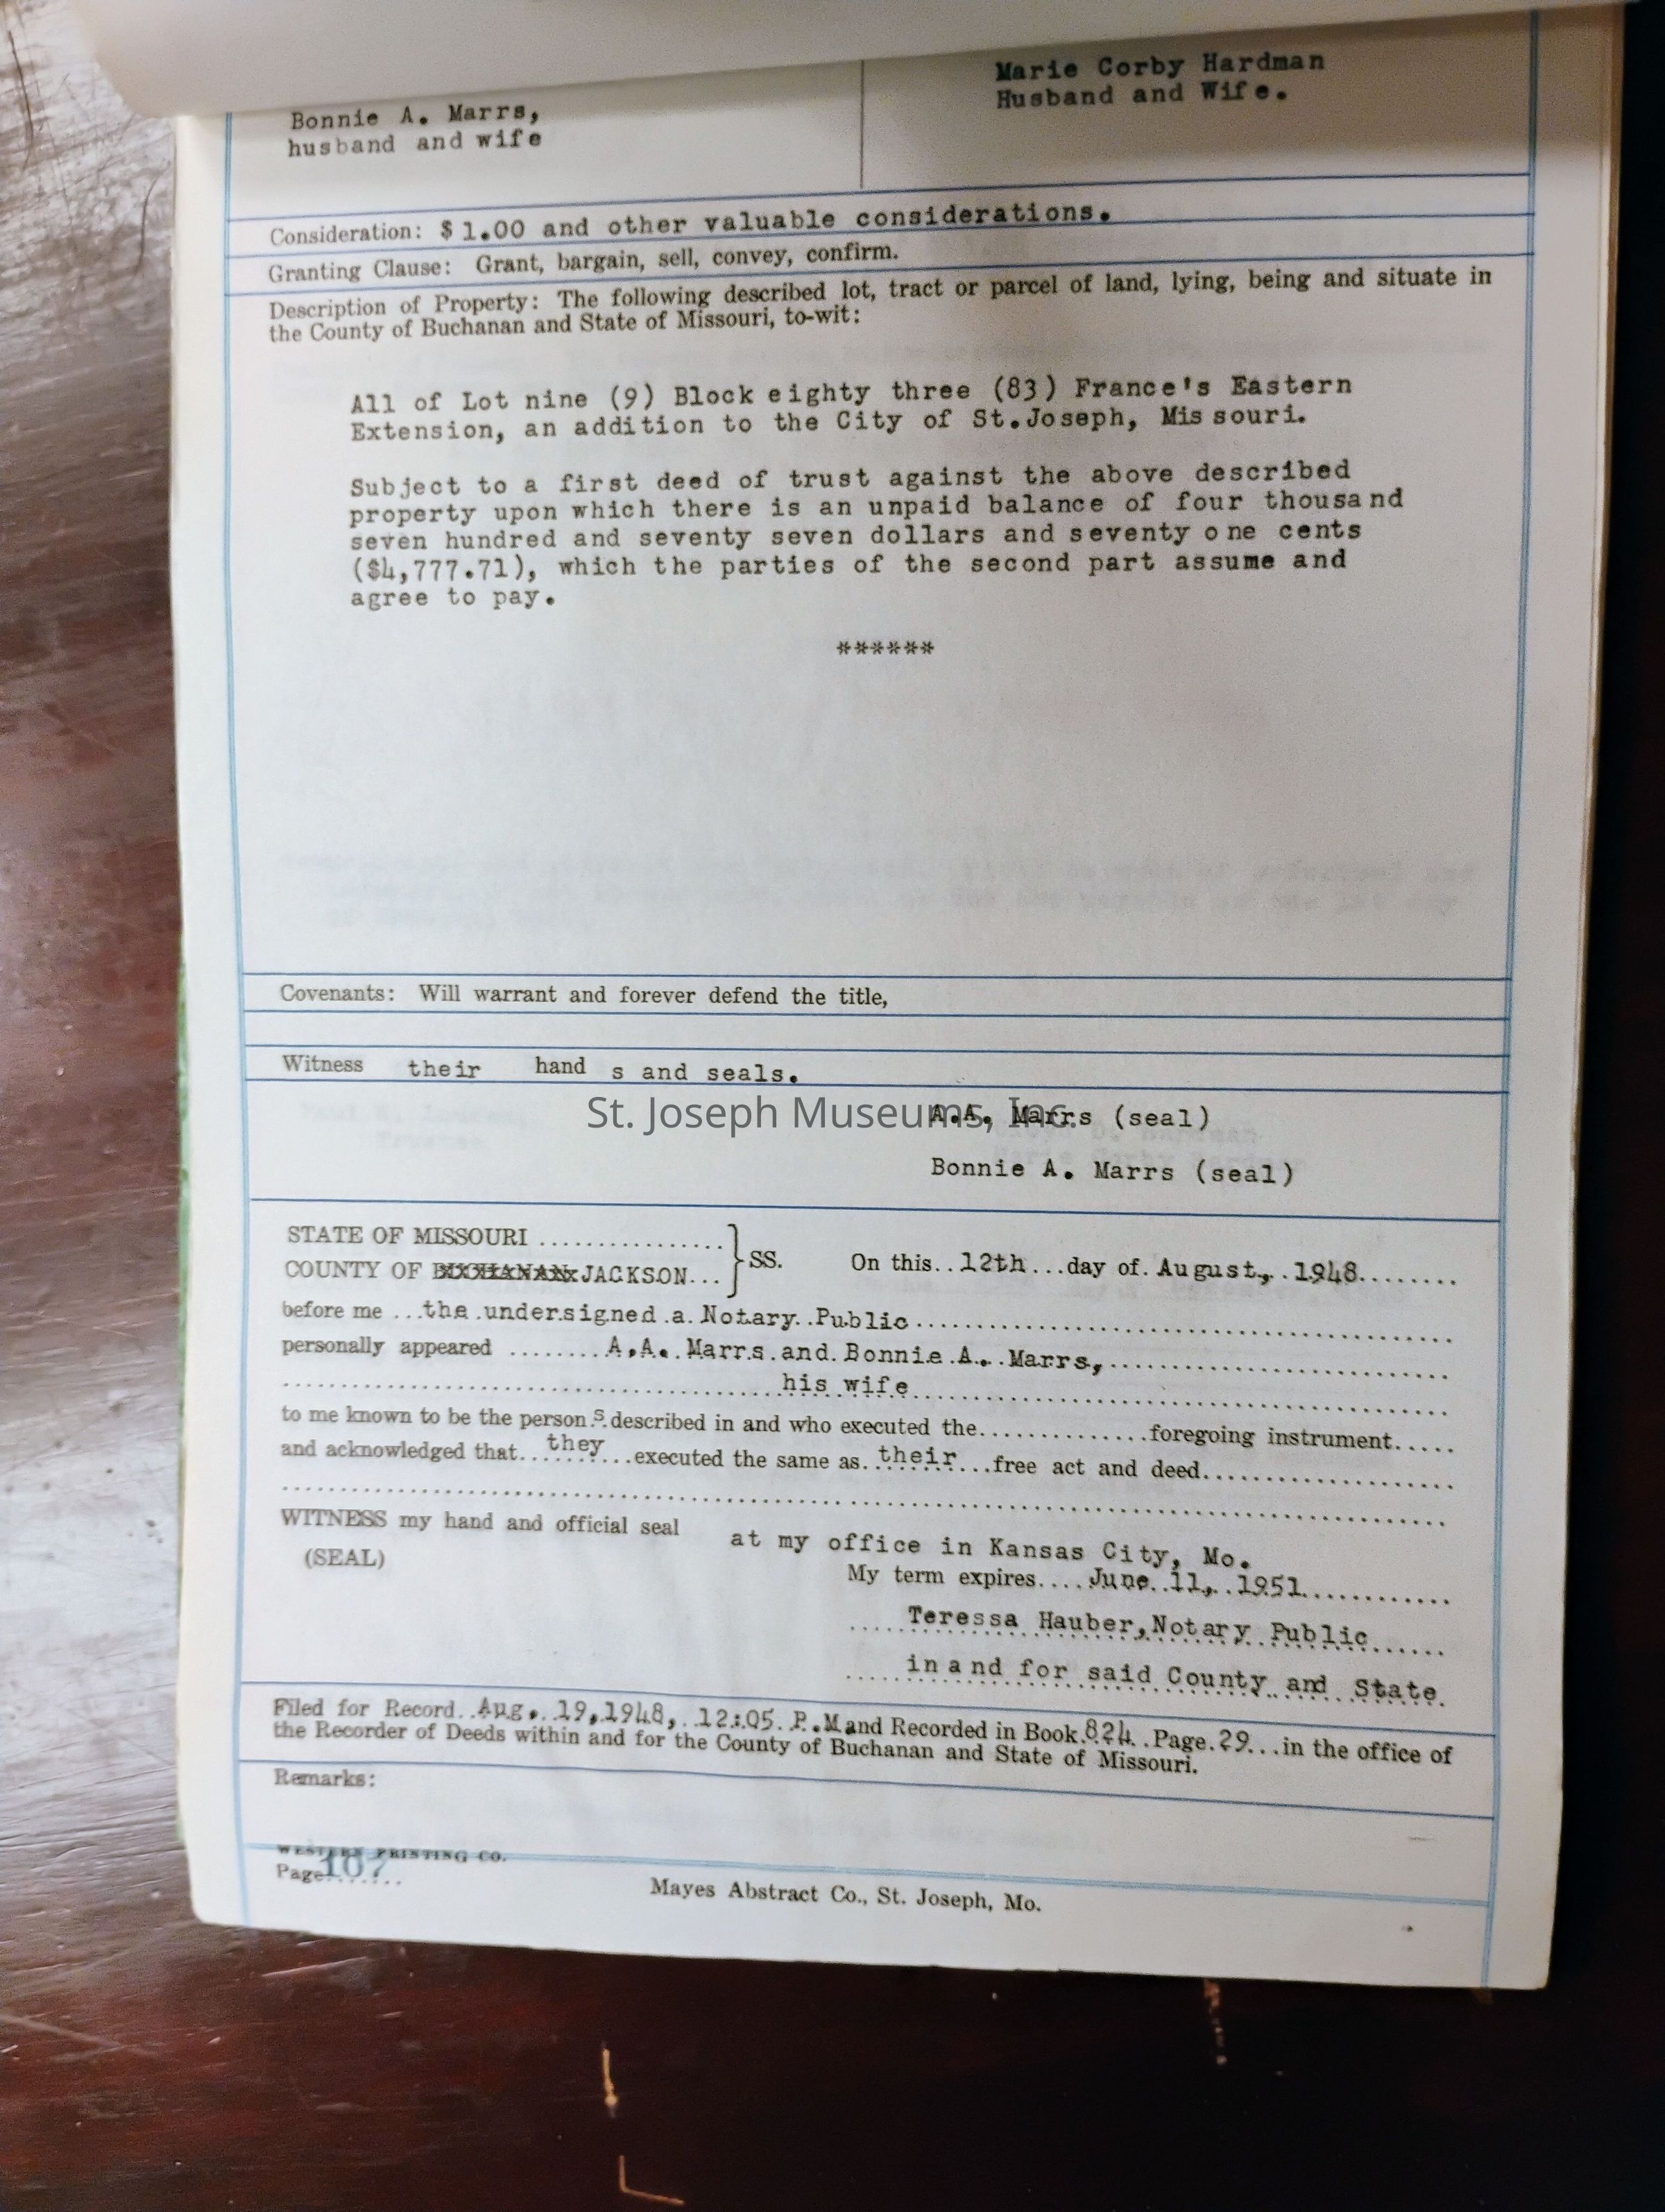 Bonnie A. Marrs,
husband and wife
Marie Corby Hardman
Husband and Wife.
Consideration: $1.00 and other valuable considerations.
Granting Clause: Grant, bargain, sell, convey, confirm.
Description of Property: The following described lot, tract or parcel of land, lying, being and situate in
the County of Buchanan and State of Missouri, to-wit:
All of Lot nine (9) Block eighty three (83) France's Eastern
Extension, an addition to the City of St.Joseph, Missouri.
Subject to a first deed of trust against the above described
property upon which there is an unpaid balance of four thousand
seven hundred and seventy seven dollars and seventy one cents
($4,777.71), which the parties of the second part assume and
agree to pay.
******
Covenants: Will warrant and forever defend the title,
Witness their hand s and seals.
St. Joseph Museums, Inc.
A.A. Marrs (seal)
Bonnie A. Marrs (seal)
STATE OF MISSOURI ................ } SS.
COUNTY OF BUCHANAN JACKSON...
On this..12th...day of.August,..1948........
before me ...the.undersigned.a.Notary..Public..............................
personally appeared .........A.A..Marrs.and.Bonnie.A...Marrs,..............................
..............................his wife..............................
to me known to be the person.s.described in and who executed the..............foregoing instrument.....
and acknowledged that...they...executed the same as..their...free act and deed....................
............................................................
WITNESS my hand and official seal at my office in Kansas City, Mo.
(SEAL)
My term expires....June..11,..1951............
.....Teressa Hauber,Notary Public......
.....in and for said County and State.
Filed for Record..Aug..19,1948,..12:05.P.M and Recorded in Book.824..Page.29...in the office of
the Recorder of Deeds within and for the County of Buchanan and State of Missouri.
Remarks:
WESTERN PRINTING CO.
Page 107
Mayes Abstract Co., St. Joseph, Mo.